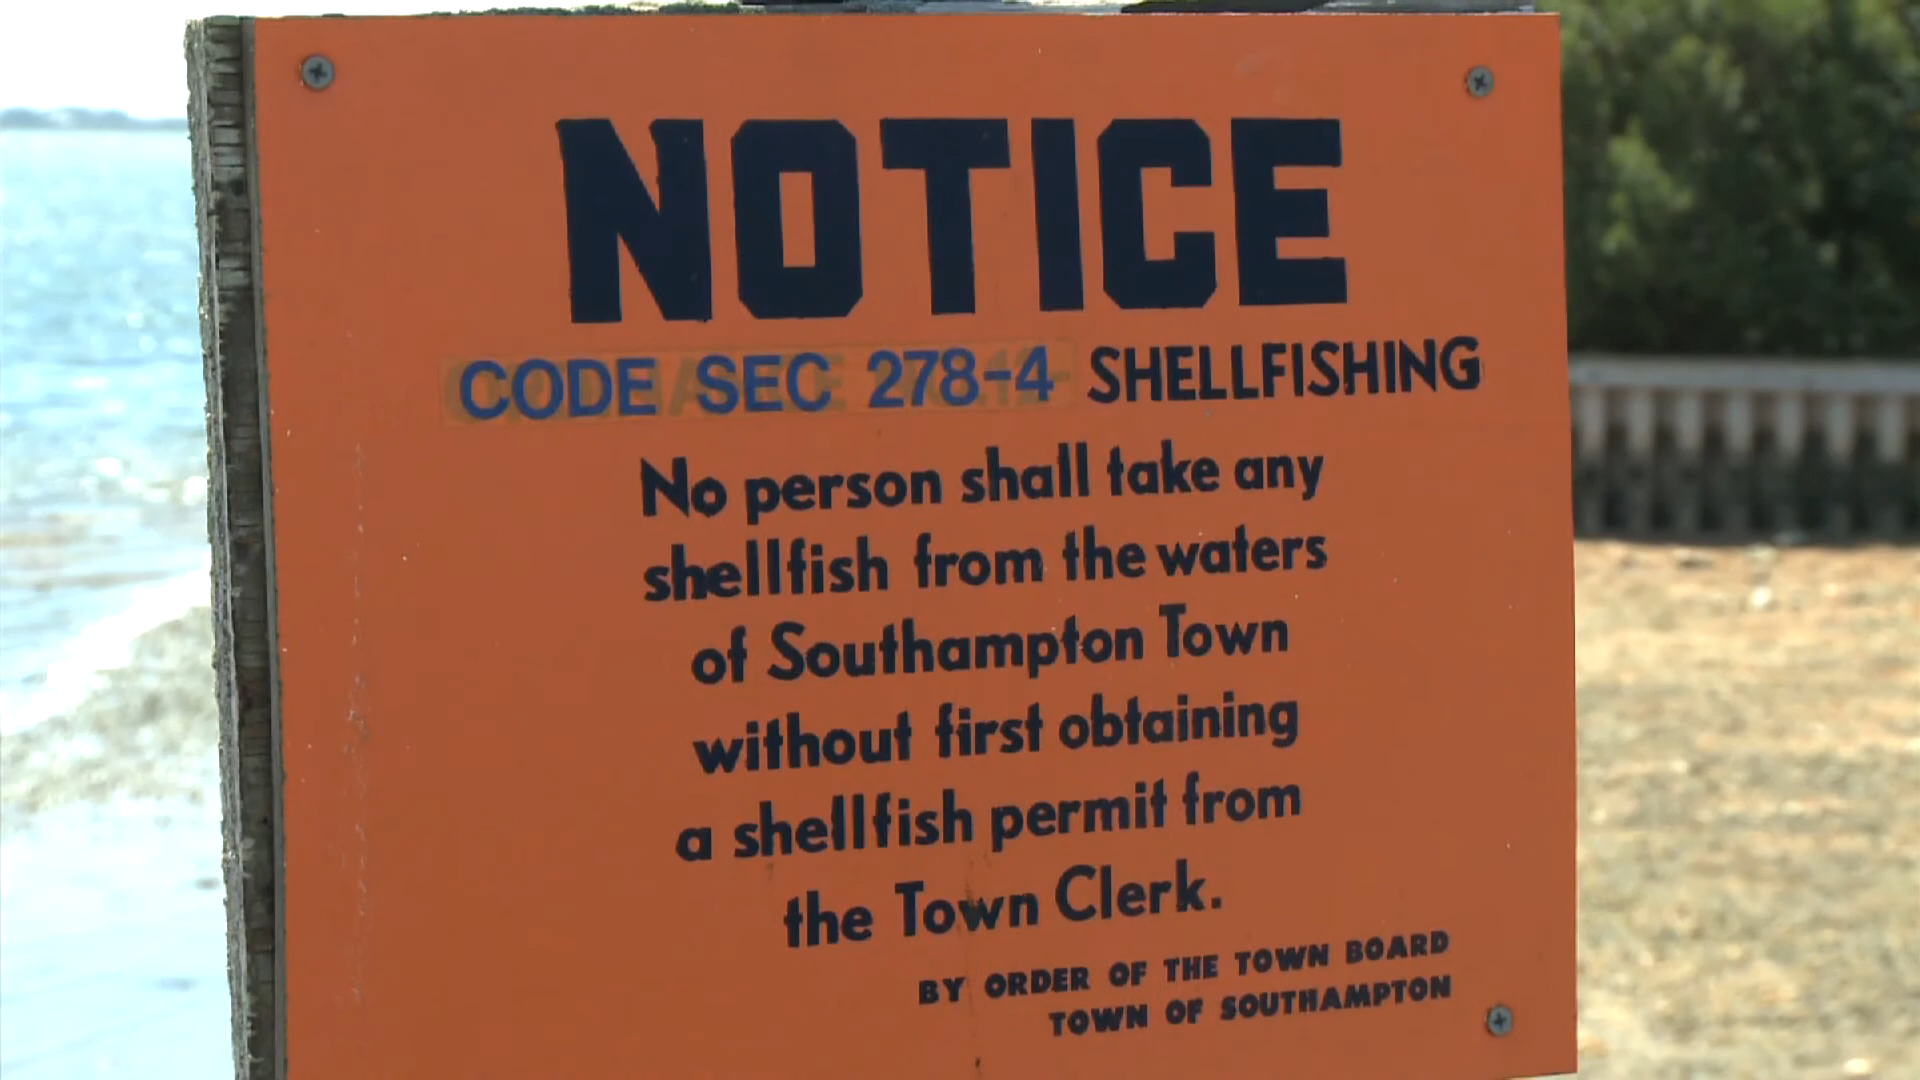 NOTICE
CODE SEC 278-4 SHELLFISHING
No person shall take any
shellfish from the waters
of Southampton Town
without first obtaining
a shellfish permit from
the Town Clerk.
BY ORDER OF THE TOWN BOARD
TOWN OF SOUTHAMPTON